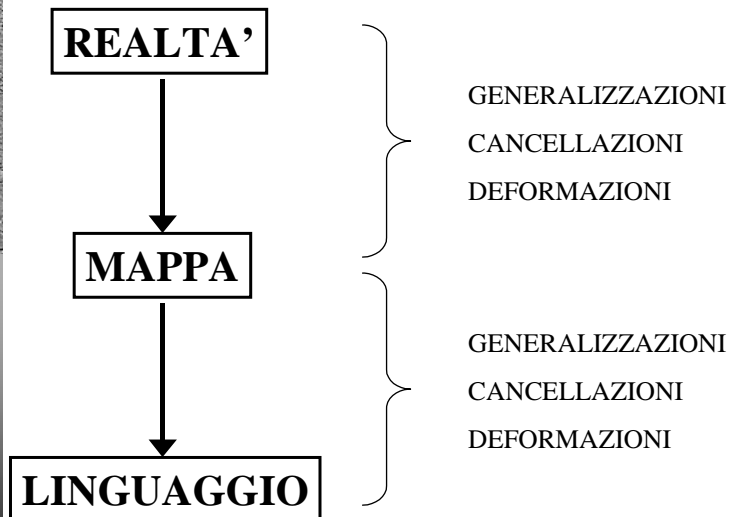 REALTA’
GENERALIZZAZIONI
CANCELLAZIONI
DEFORMAZIONI
MAPPA
GENERALIZZAZIONI
CANCELLAZIONI
DEFORMAZIONI
LINGUAGGIO